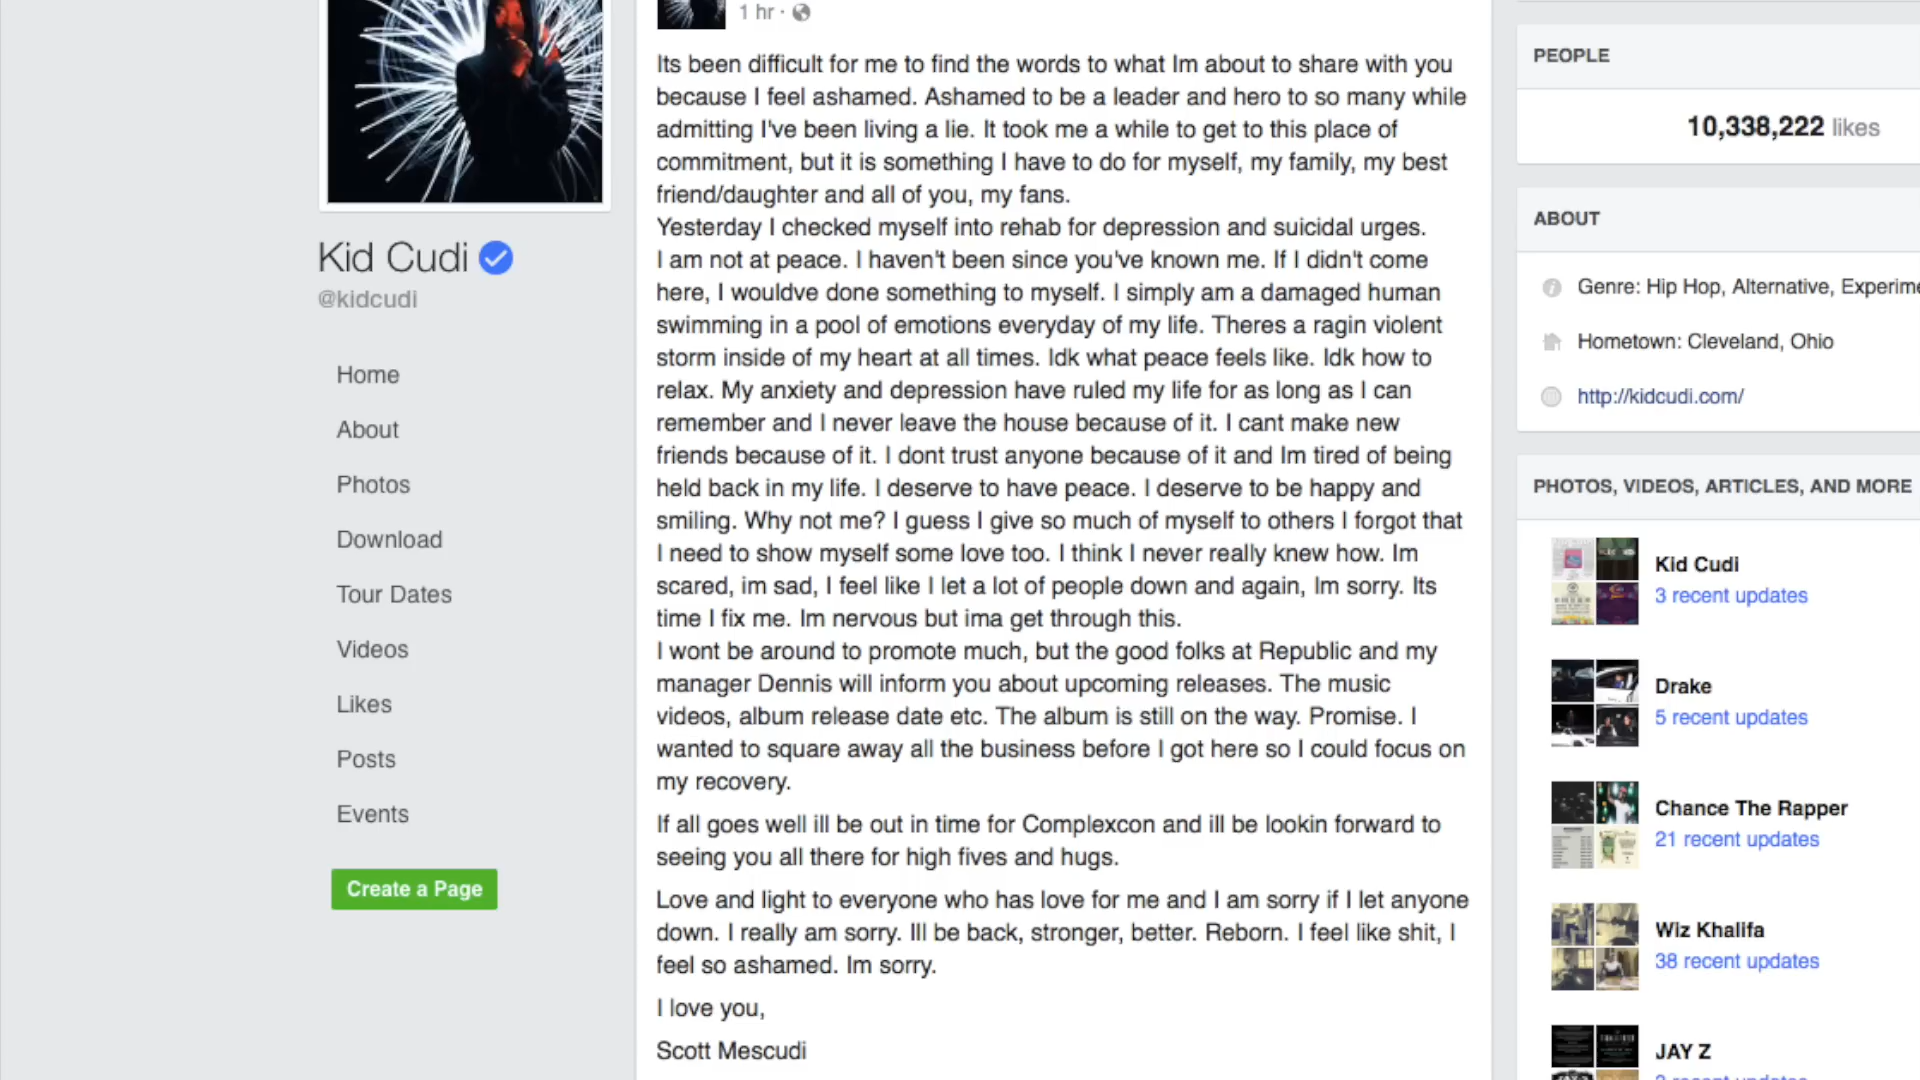 1 hr ·
Its been difficult for me to find the words to what Im about to share with you
because I feel ashamed. Ashamed to be a leader and hero to so many while
admitting I've been living a lie. It took me a while to get to this place of
commitment, but it is something I have to do for myself, my family, my best
friend/daughter and all of you, my fans.
Yesterday I checked myself into rehab for depression and suicidal urges.
I am not at peace. I haven't been since you've known me. If I didn't come
here, I wouldve done something to myself. I simply am a damaged human
swimming in a pool of emotions everyday of my life. Theres a ragin violent
storm inside of my heart at all times. Idk what peace feels like. Idk how to
relax. My anxiety and depression have ruled my life for as long as I can
remember and I never leave the house because of it. I cant make new
friends because of it. I dont trust anyone because of it and Im tired of being
held back in my life. I deserve to have peace. I deserve to be happy and
smiling. Why not me? I guess I give so much of myself to others I forgot that
I need to show myself some love too. I think I never really knew how. Im
scared, im sad, I feel like I let a lot of people down and again, Im sorry. Its
time I fix me. Im nervous but ima get through this.
I wont be around to promote much, but the good folks at Republic and my
manager Dennis will inform you about upcoming releases. The music
videos, album release date etc. The album is still on the way. Promise. I
wanted to square away all the business before I got here so I could focus on
my recovery.
If all goes well ill be out in time for Complexcon and ill be lookin forward to
seeing you all there for high fives and hugs.
Love and light to everyone who has love for me and I am sorry if I let anyone
down. I really am sorry. Ill be back, stronger, better. Reborn. I feel like shit, I
feel so ashamed. Im sorry.
I love you,
Scott Mescudi
Kid Cudi
@kidcudi
Home
About
Photos
Download
Tour Dates
Videos
Likes
Posts
Events
Create a Page
PEOPLE
10,338,222 likes
ABOUT
Genre: Hip Hop, Alternative, Experime
Hometown: Cleveland, Ohio
http://kidcudi.com/
PHOTOS, VIDEOS, ARTICLES, AND MORE
Kid Cudi
3 recent updates
Drake
5 recent updates
Chance The Rapper
21 recent updates
Wiz Khalifa
38 recent updates
JAY Z
recent updates